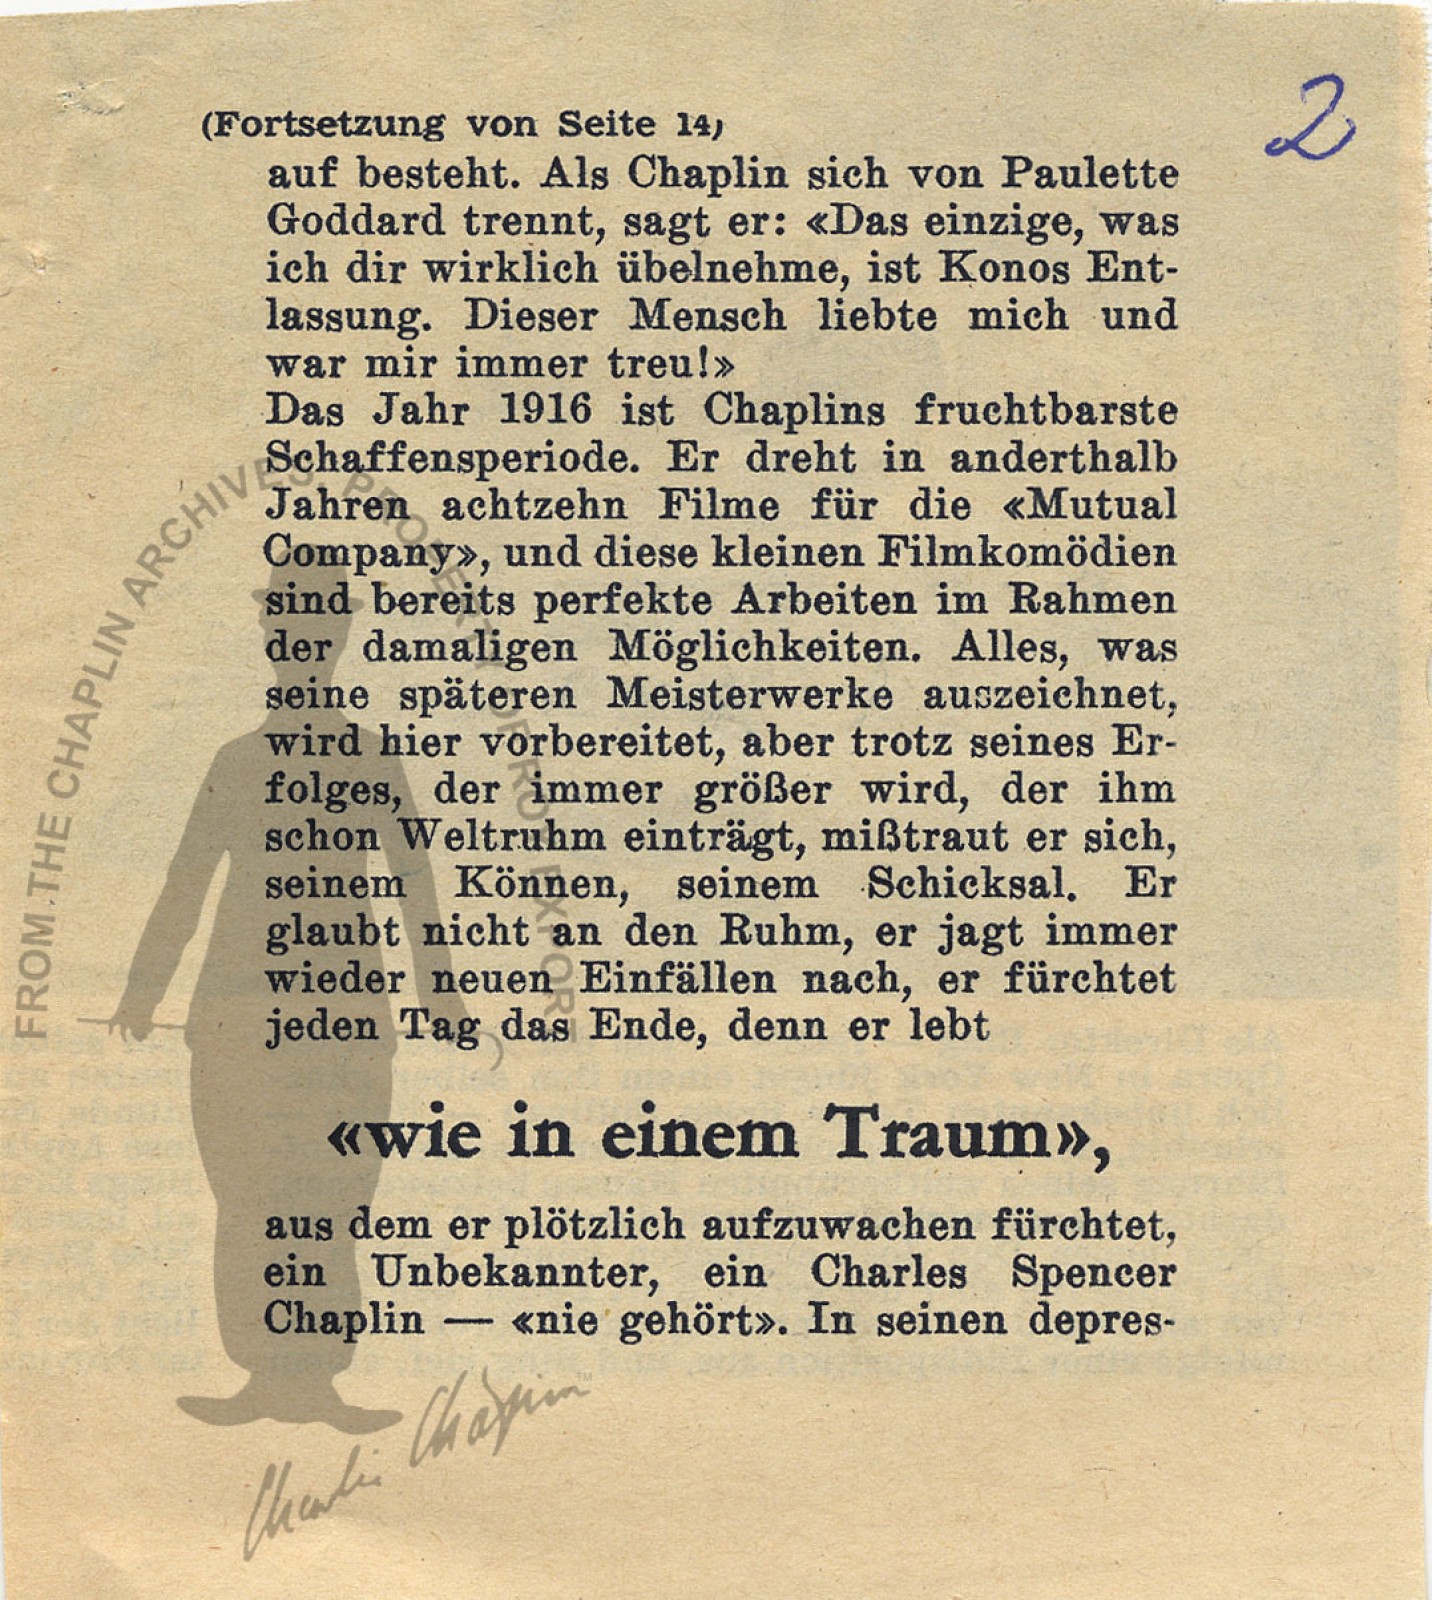 2
(Fortsetzung von Seite 14)
auf besteht. Als Chaplin sich von Paulette
Goddard trennt, sagt er: «Das einzige, was
ich dir wirklich übelnehme, ist Konos Ent-
lassung. Dieser Mensch liebte mich und
war mir immer treu!»
Das Jahr 1916 ist Chaplins fruchtbarste
Schaffensperiode. Er dreht in anderthalb
Jahren achtzehn Filme für die «Mutual
Company», und diese kleinen Filmkomödien
sind bereits perfekte Arbeiten im Rahmen
der damaligen Möglichkeiten. Alles, was
seine späteren Meisterwerke auszeichnet,
wird hier vorbereitet, aber trotz seines Er-
folges, der immer größer wird, der ihm
schon Weltruhm einträgt, mißtraut er sich,
seinem Können, seinem Schicksal. Er
glaubt nicht an den Ruhm, er jagt immer
wieder neuen Einfällen nach, er fürchtet
jeden Tag das Ende, denn er lebt
«wie in einem Traum»,
aus dem er plötzlich aufzuwachen fürchtet,
ein Unbekannter, ein Charles Spencer
Chaplin — «nie gehört». In seinen depres-
FROM THE CHAPLIN ARCHIVES, PROPERTY OF ROY EXPORT
Charlie Chaplin™